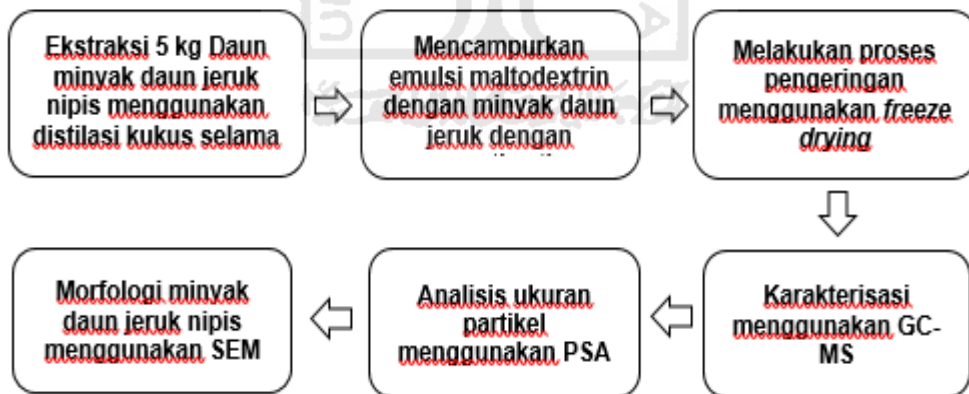 Ekstraksi 5 kg Daun
minyak daun jeruk
nipis menggunakan
distilasi kukus selama
Mencampurkan
emulsi maltodextrin
dengan minyak daun
jeruk dengan
Melakukan proses
pengeringan
menggunakan freeze
drying
Karakterisasi
menggunakan GC-
MS
Analisis ukuran
partikel
menggunakan PSA
Morfologi minyak
daun jeruk nipis
menggunakan SEM